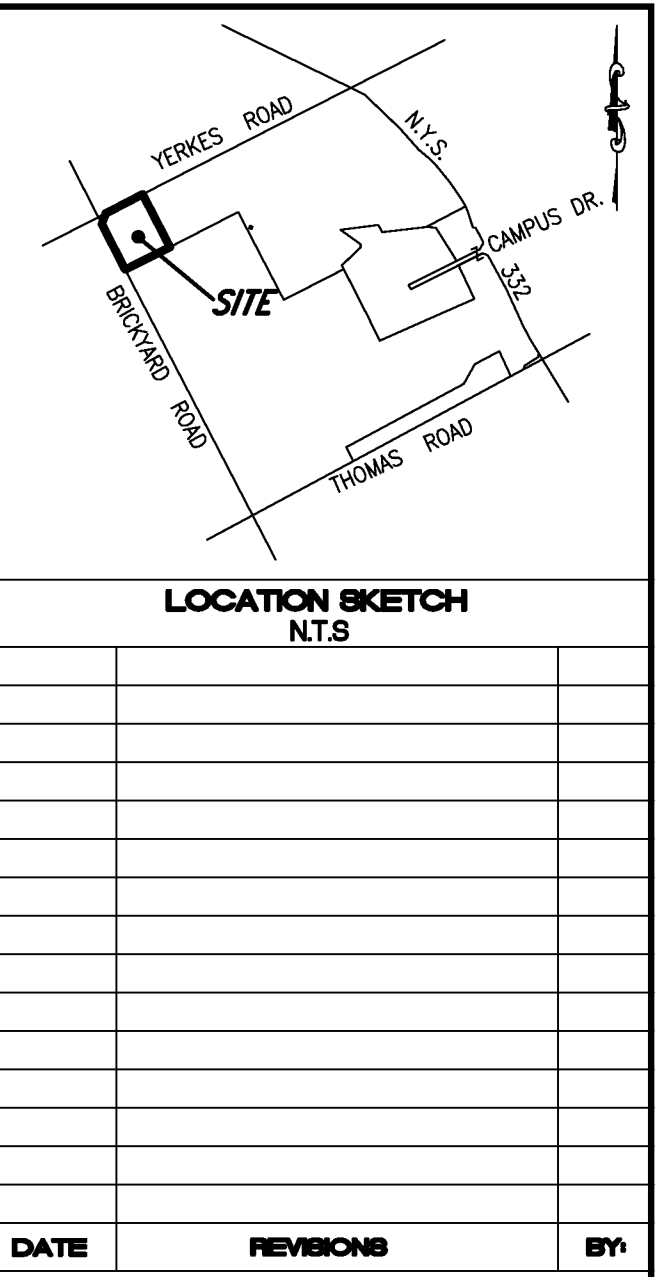 YERKES ROAD
N.Y.S.
332
CAMPUS DR.
SITE
BRICKYARD ROAD
THOMAS ROAD
LOCATION SKETCH
N.T.S
DATE REVISIONS BY: